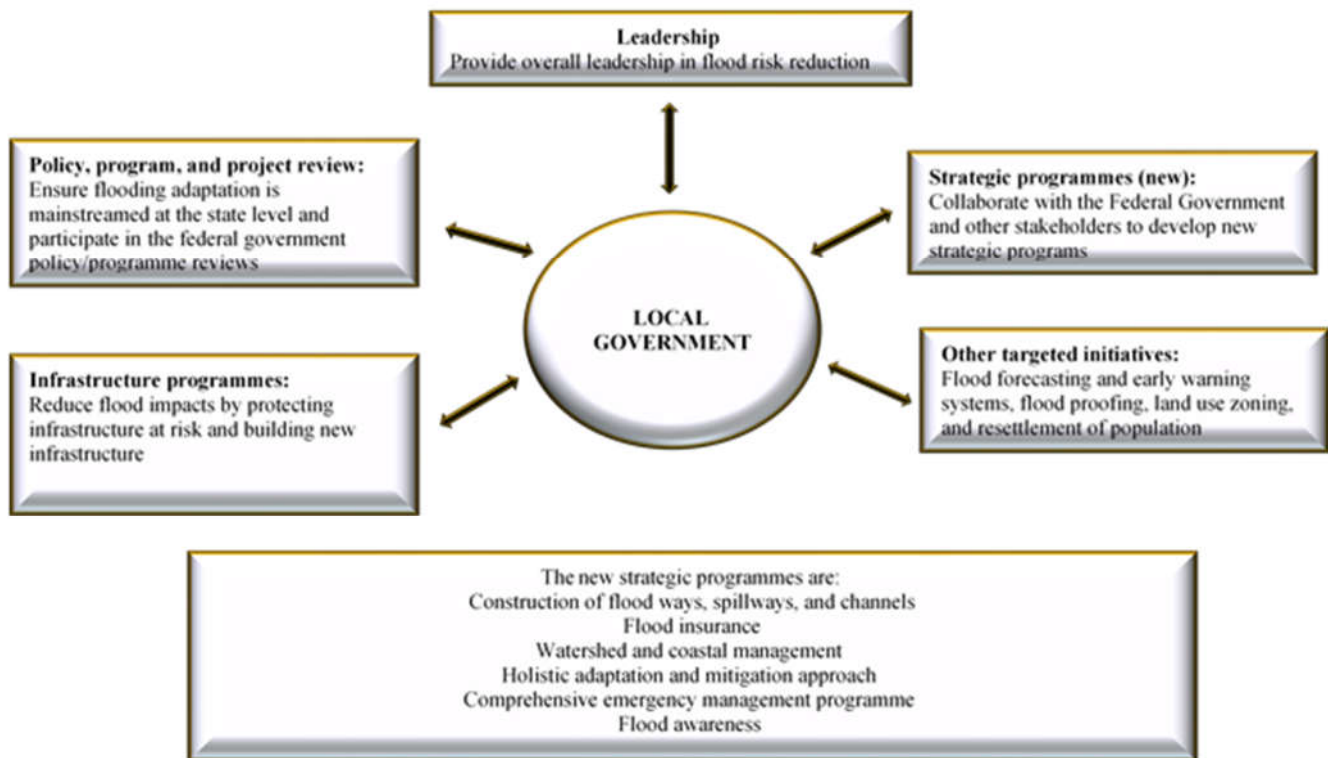 Leadership
Provide overall leadership in flood risk reduction
Policy, program, and project review:
Ensure flooding adaptation is
mainstreamed at the state level and
participate in the federal government
policy/programme reviews
Strategic programmes (new):
Collaborate with the Federal Government
and other stakeholders to develop new
strategic programs
LOCAL
GOVERNMENT
Infrastructure programmes:
Reduce flood impacts by protecting
infrastructure at risk and building new
infrastructure
Other targeted initiatives:
Flood forecasting and early warning
systems, flood proofing, land use zoning,
and resettlement of population
The new strategic programmes are:
Construction of flood ways, spillways, and channels
Flood insurance
Watershed and coastal management
Holistic adaptation and mitigation approach
Comprehensive emergency management programme
Flood awareness